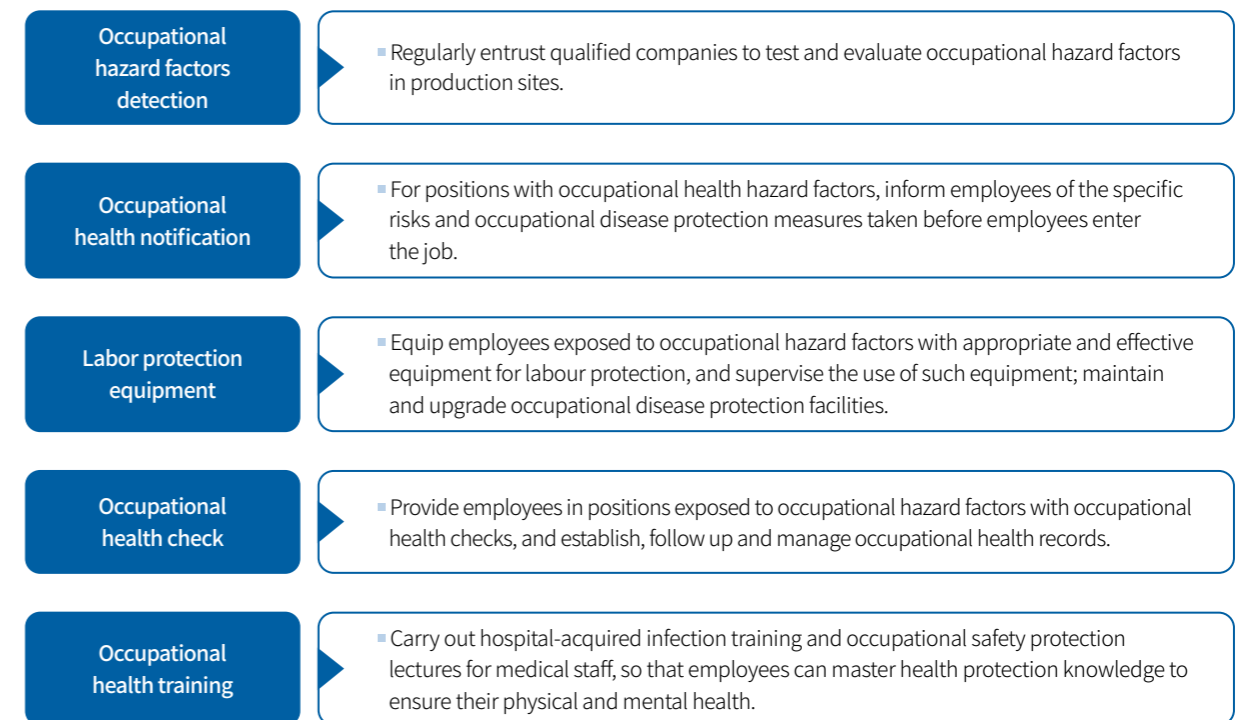 Occupational
hazard factors
detection
▪ Regularly entrust qualified companies to test and evaluate occupational hazard factors
in production sites.
Occupational
health notification
▪ For positions with occupational health hazard factors, inform employees of the specific
risks and occupational disease protection measures taken before employees enter
the job.
Labor protection
equipment
▪ Equip employees exposed to occupational hazard factors with appropriate and effective
equipment for labour protection, and supervise the use of such equipment; maintain
and upgrade occupational disease protection facilities.
Occupational
health check
▪ Provide employees in positions exposed to occupational hazard factors with occupational
health checks, and establish, follow up and manage occupational health records.
Occupational
health training
▪ Carry out hospital-acquired infection training and occupational safety protection
lectures for medical staff, so that employees can master health protection knowledge to
ensure their physical and mental health.